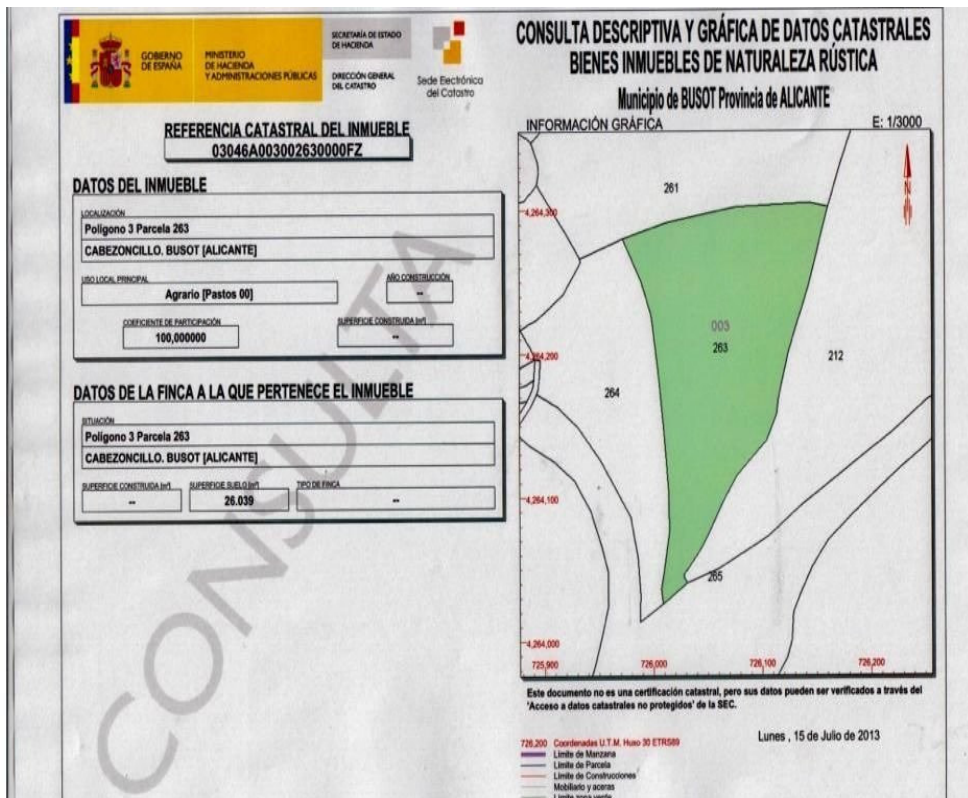 GOBIERNO
DE ESPAÑA
MINISTERIO
DE HACIENDA
Y ADMINISTRACIONES PÚBLICAS
SECRETARÍA DE ESTADO
DE HACIENDA
DIRECCIÓN GENERAL
DEL CATASTRO
Sede Electrónica
del Catastro
REFERENCIA CATASTRAL DEL INMUEBLE
03046A003002630000FZ
DATOS DEL INMUEBLE
LOCALIZACIÓN
Polígono 3 Parcela 263
CABEZONCILLO. BUSOT [ALICANTE]
USO LOCAL PRINCIPAL
Agrario [Pastos 00]
AÑO CONSTRUCCIÓN
--
COEFICIENTE DE PARTICIPACIÓN
100,000000
SUPERFICIE CONSTRUIDA [m²]
--
DATOS DE LA FINCA A LA QUE PERTENECE EL INMUEBLE
SITUACIÓN
Polígono 3 Parcela 263
CABEZONCILLO. BUSOT [ALICANTE]
SUPERFICIE CONSTRUIDA [m²]
--
SUPERFICIE SUELO [m²]
26.039
TIPO DE FINCA
--
CONSULTA
CONSULTA DESCRIPTIVA Y GRÁFICA DE DATOS CATASTRALES
BIENES INMUEBLES DE NATURALEZA RÚSTICA
Municipio de BUSOT Provincia de ALICANTE
INFORMACIÓN GRÁFICA
E: 1/3000
261
N
4,264,300
003
263
4,264,200
212
264
4,264,100
265
4,264,000
725,900
726,000
726,100
726,200
Este documento no es una certificación catastral, pero sus datos pueden ser verificados a través del
'Acceso a datos catastrales no protegidos' de la SEC.
726,200 Coordenadas U.T.M. Huso 30 ETRS89
Límite de Manzana
Límite de Parcela
Límite de Construcciones
Mobiliario y aceras
Límite zona verde
Lunes , 15 de Julio de 2013